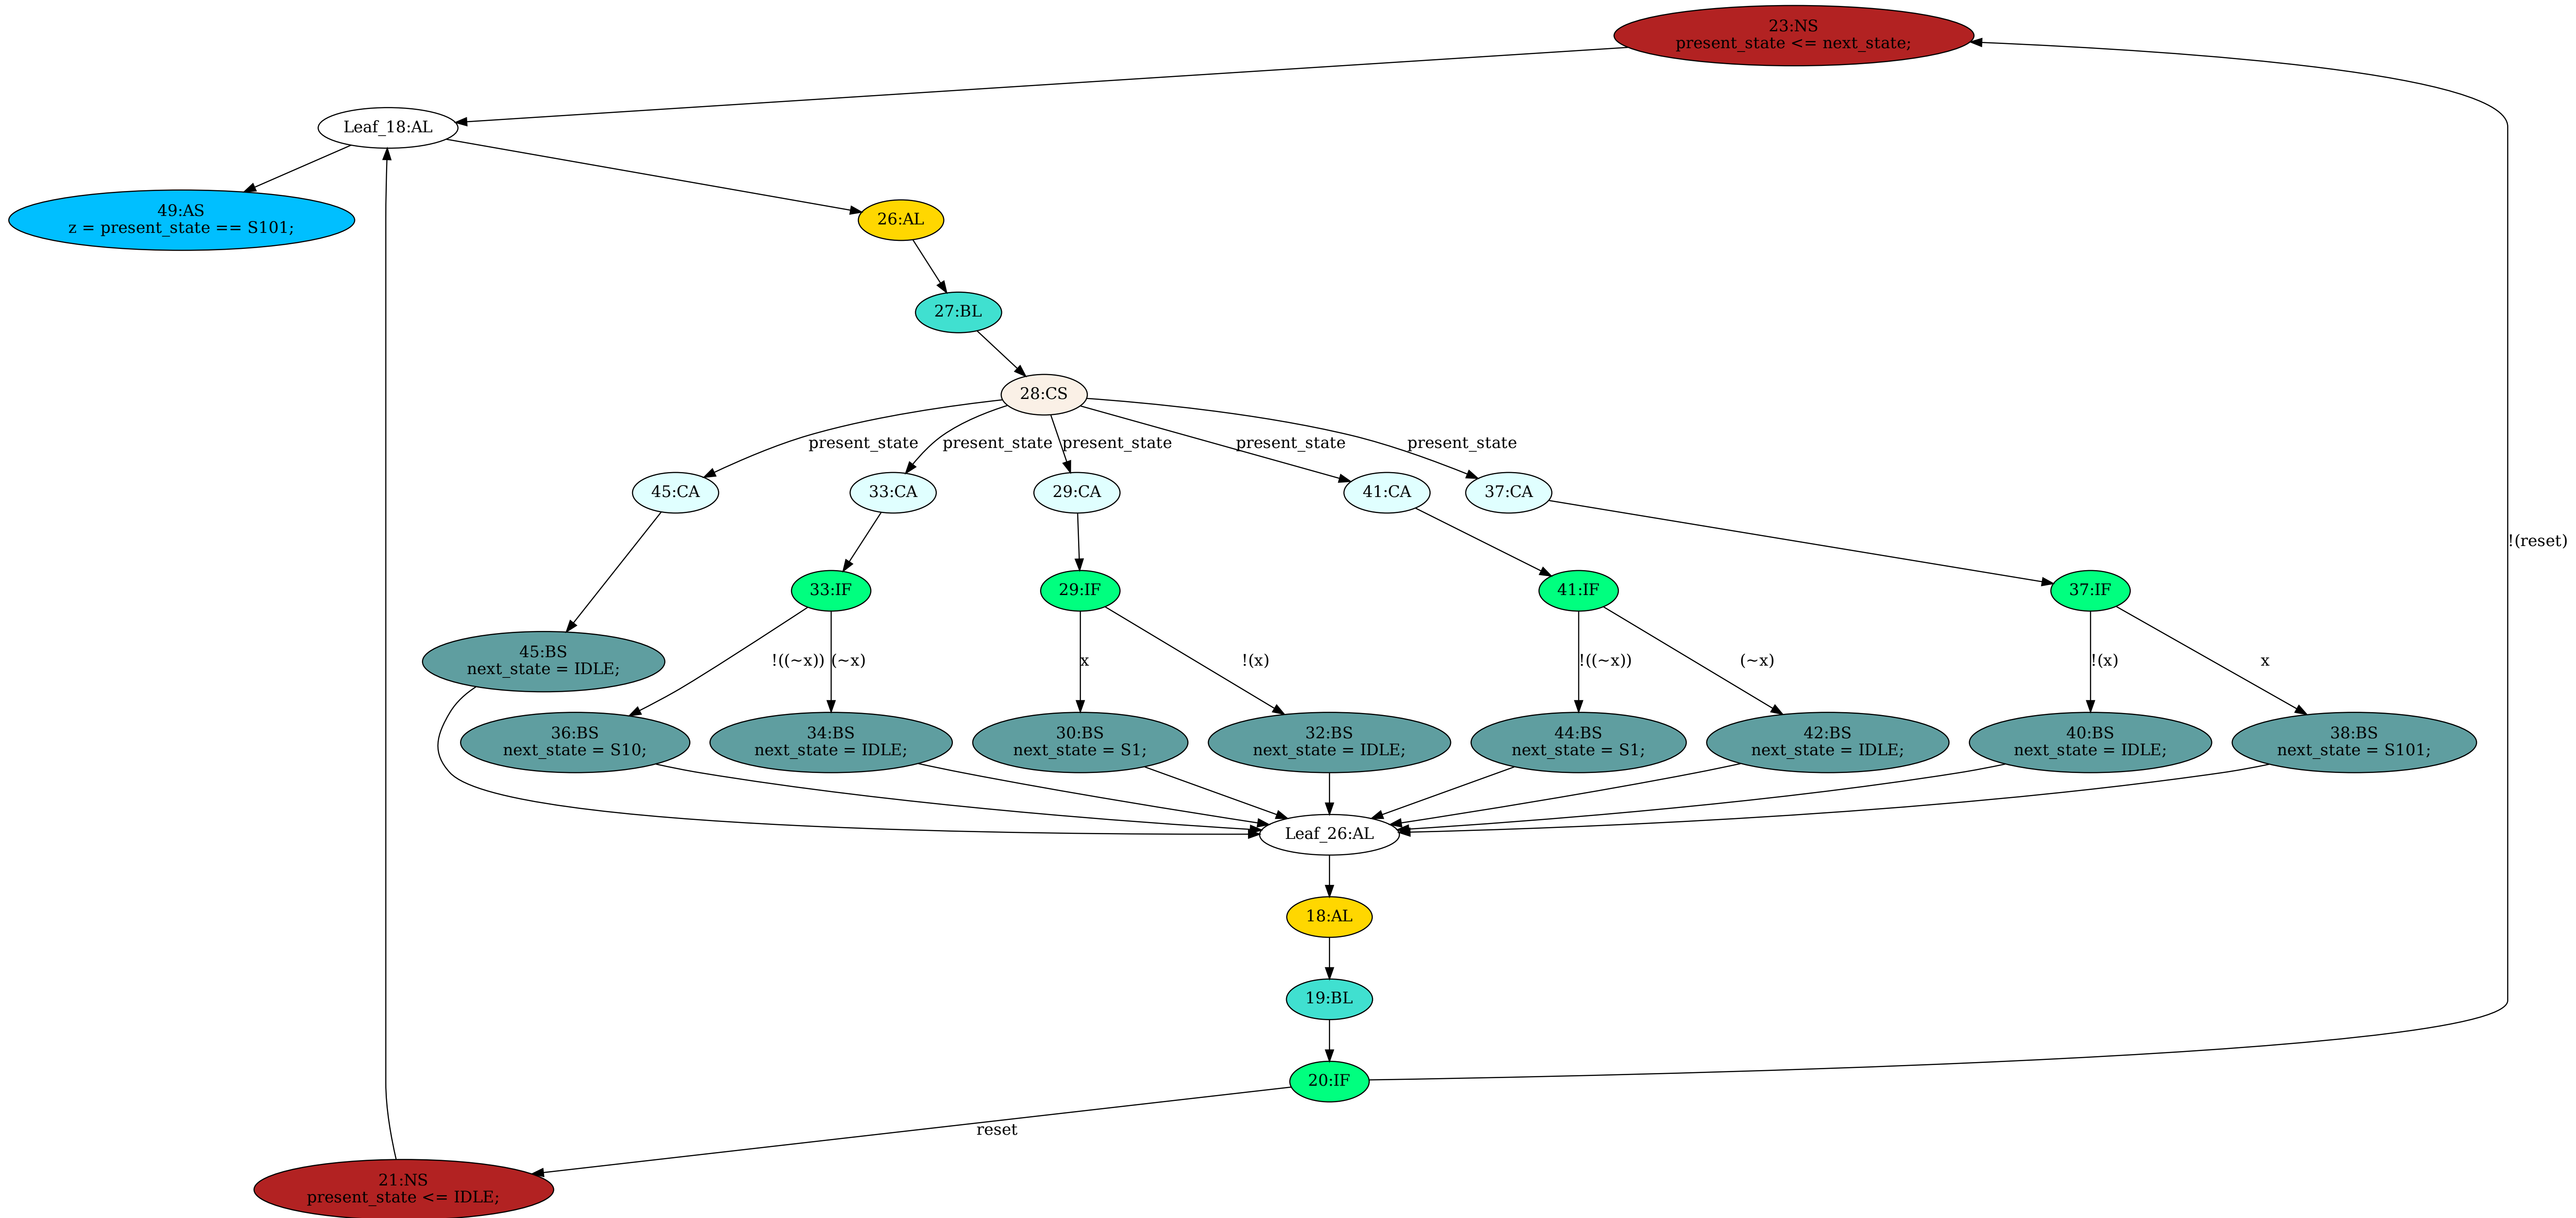 23:NS
present_state <= next_state;
Leaf_18:AL
49:AS
z = present_state == S101;
26:AL
27:BL
28:CS
present_state
present_state
present_state
present_state
present_state
45:CA
33:CA
29:CA
41:CA
37:CA
!(reset)
33:IF
29:IF
41:IF
37:IF
45:BS
next_state = IDLE;
!((~x))
(~x)
x
!(x)
!((~x))
(~x)
!(x)
x
36:BS
next_state = S10;
34:BS
next_state = IDLE;
30:BS
next_state = S1;
32:BS
next_state = IDLE;
44:BS
next_state = S1;
42:BS
next_state = IDLE;
40:BS
next_state = IDLE;
38:BS
next_state = S101;
Leaf_26:AL
18:AL
19:BL
20:IF
reset
21:NS
present_state <= IDLE;